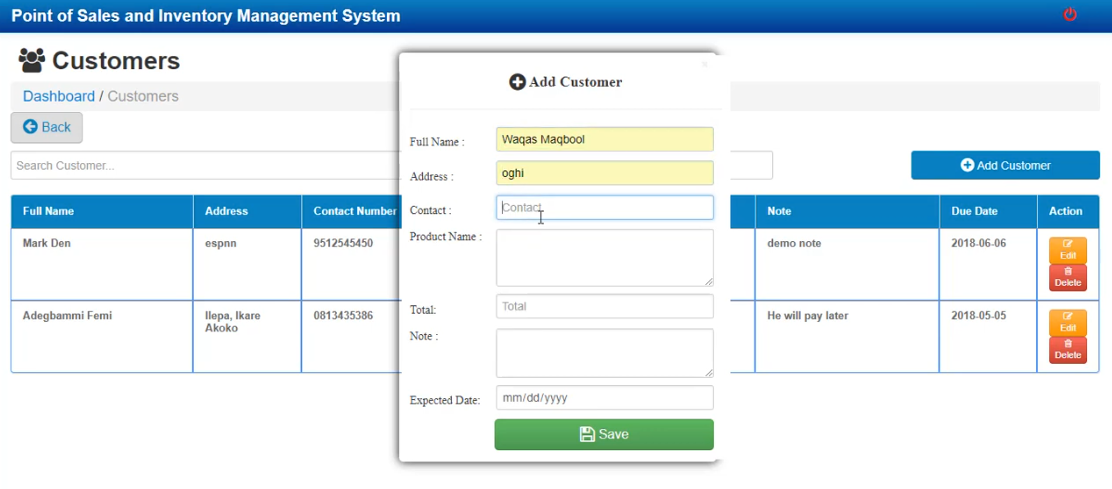 Point of Sales and Inventory Management System
Customers
Dashboard / Customers
Back
Search Customer...
Add Customer
Full Name Address Contact Number Note Due Date Action
Mark Den espnn 9512545450 demo note 2018-06-06 Edit
Delete
Adegbammi Femi Ilepa, Ikare 0813435386 He will pay later 2018-05-05 Edit
Akoko
Delete
×
Add Customer
Full Name : Waqas Maqbool
Address : oghi
Contact : Contact
Product Name :
Total: Total
Note :
Expected Date: mm/dd/yyyy
Save